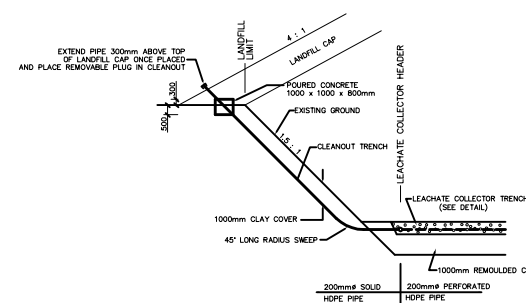 EXTEND PIPE 300mm ABOVE TOP
OF LANDFILL CAP ONCE PLACED
AND PLACE REMOVABLE PLUG IN CLEANOUT
LANDFILL
LIMIT
4 : 1
LANDFILL CAP
300
500
POURED CONCRETE
1000 x 1000 x 800mm
EXISTING GROUND
1.5 : 1
CLEANOUT TRENCH
LEACHATE COLLECTOR HEADER
LEACHATE COLLECTOR TRENCH
(SEE DETAIL)
1000mm CLAY COVER
45° LONG RADIUS SWEEP
1000mm REMOULDED C
200mmø SOLID
HDPE PIPE
200mmø PERFORATED
HDPE PIPE